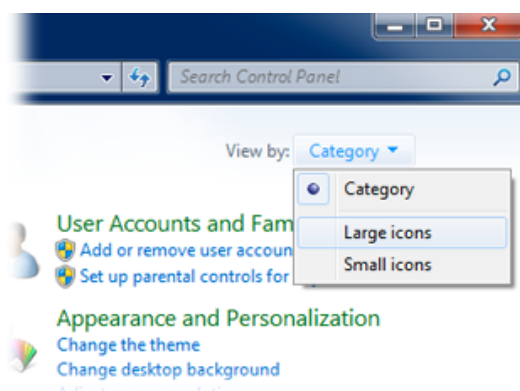 Search Control Panel
View by: Category
Category
Large icons
Small icons
User Accounts and Fam
Add or remove user accoun
Set up parental controls for
Appearance and Personalization
Change the theme
Change desktop background